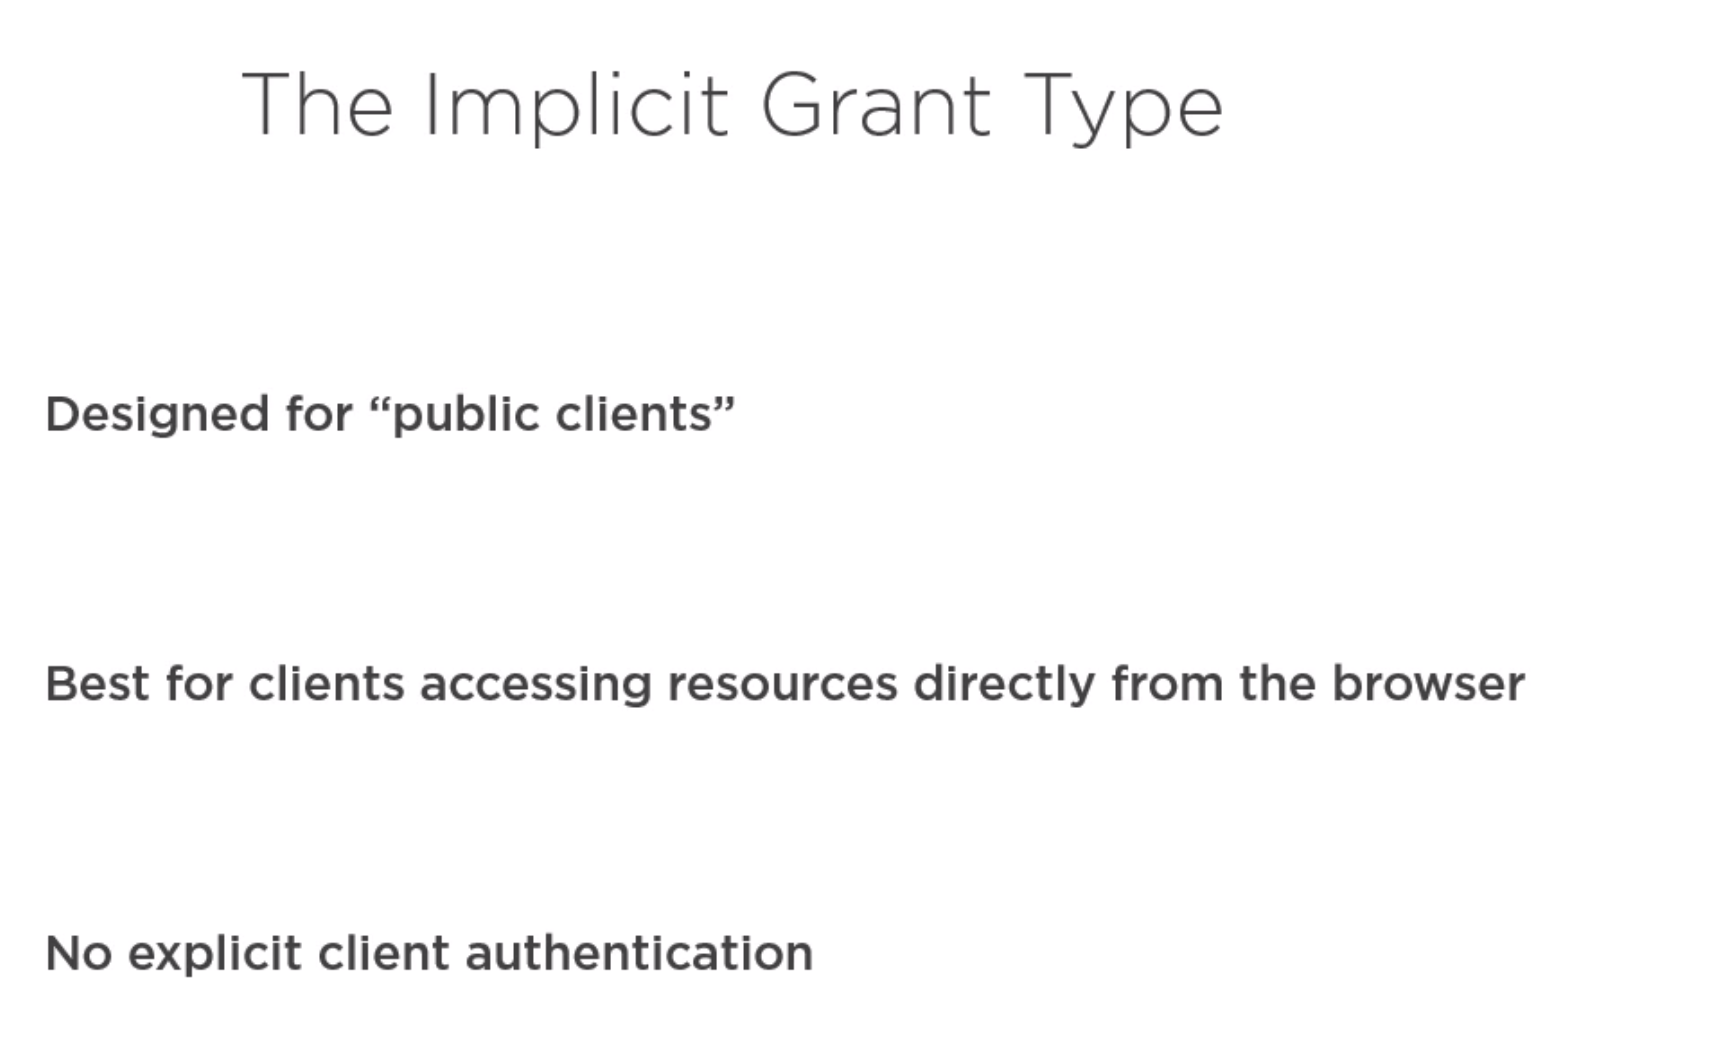 The Implicit Grant Type
Designed for “public clients”
Best for clients accessing resources directly from the browser
No explicit client authentication